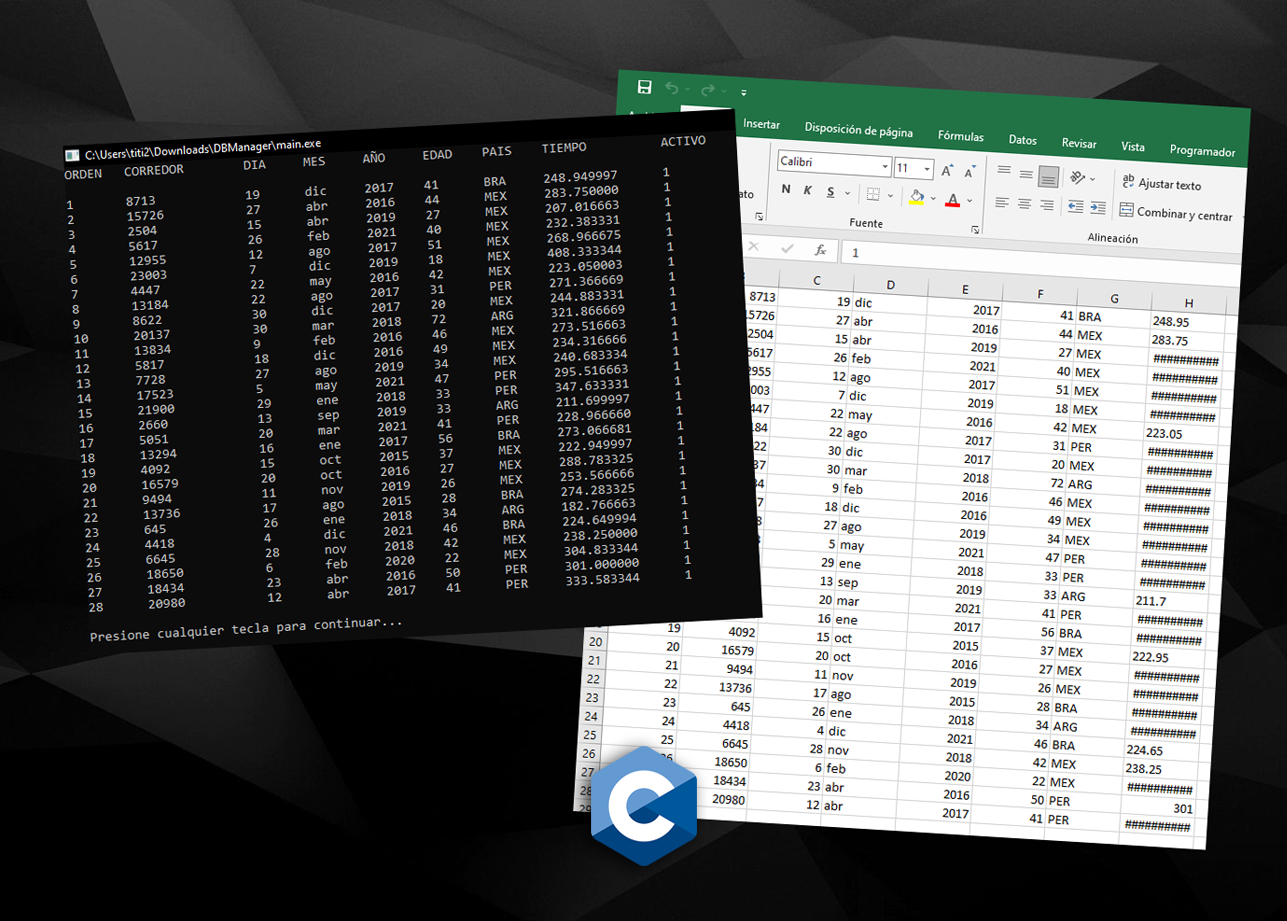 C:\Users\titi2\Downloads\DBManager\main.exe
ORDEN CORREDOR DIA MES AÑO EDAD PAIS TIEMPO ACTIVO
1 8713 19 dic 2017 41 BRA 248.949997 1
2 15726 27 abr 2016 44 MEX 283.750000 1
3 2504 15 abr 2019 27 MEX 207.016663 1
4 5617 26 feb 2021 40 MEX 232.383331 1
5 12955 12 ago 2017 51 MEX 268.966675 1
6 23003 7 dic 2019 18 MEX 408.333344 1
7 4447 22 may 2016 42 MEX 223.050003 1
8 13184 22 ago 2017 31 PER 271.366669 1
9 8622 30 dic 2017 20 MEX 244.883331 1
10 20137 30 mar 2018 72 ARG 321.866669 1
11 13834 9 feb 2016 46 MEX 273.516663 1
12 5817 18 dic 2016 49 MEX 234.316666 1
13 7728 27 ago 2019 34 MEX 240.683334 1
14 17523 5 may 2021 47 PER 295.516663 1
15 21900 29 ene 2018 33 PER 347.633331 1
16 2660 13 sep 2019 33 ARG 211.699997 1
17 5051 20 mar 2021 41 PER 228.966660 1
18 13294 16 ene 2017 56 BRA 273.066681 1
19 4092 15 oct 2015 37 MEX 222.949997 1
20 16579 20 oct 2016 27 MEX 288.783325 1
21 9494 11 nov 2019 26 MEX 253.566666 1
22 13736 17 ago 2015 28 BRA 274.283325 1
23 645 26 ene 2018 34 ARG 182.766663 1
24 4418 4 dic 2021 46 BRA 224.649994 1
25 6645 28 nov 2018 42 MEX 238.250000 1
26 18650 6 feb 2020 22 MEX 304.833344 1
27 18434 23 abr 2016 50 PER 301.000000 1
28 20980 12 abr 2017 41 PER 333.583344 1
Presione cualquier tecla para continuar...
Insertar Disposición de página Fórmulas Datos Revisar Vista Programador
Calibri 11 A A ab Ajustar texto
N K S A Combinar y centrar
Fuente Alineación
fx 1
C D E F G H
8713 19 dic 2017 41 BRA 248.95
15726 27 abr 2016 44 MEX 283.75
2504 15 abr 2019 27 MEX ##########
5617 26 feb 2021 40 MEX ##########
12 ago 2017 51 MEX ##########
7 dic 2019 18 MEX ##########
22 may 2016 42 MEX 223.05
22 ago 2017 31 PER ##########
30 dic 2017 20 MEX ##########
30 mar 2018 72 ARG ##########
9 feb 2016 46 MEX ##########
18 dic 2016 49 MEX ##########
27 ago 2019 34 MEX ##########
5 may 2021 47 PER ##########
29 ene 2018 33 PER ##########
13 sep 2019 33 ARG 211.7
20 mar 2021 41 PER ##########
16 ene 2017 56 BRA ##########
19 4092 15 oct 2015 37 MEX 222.95
20 20 16579 20 oct 2016 27 MEX ##########
21 21 9494 11 nov 2019 26 MEX ##########
22 22 13736 17 ago 2015 28 BRA ##########
23 23 645 26 ene 2018 34 ARG ##########
24 24 4418 4 dic 2021 46 BRA 224.65
25 25 6645 28 nov 2018 42 MEX 238.25
26 26 18650 6 feb 2020 22 MEX ##########
27 18434 23 abr 2016 50 PER 301
28 20980 12 abr 2017 41 PER ##########
C